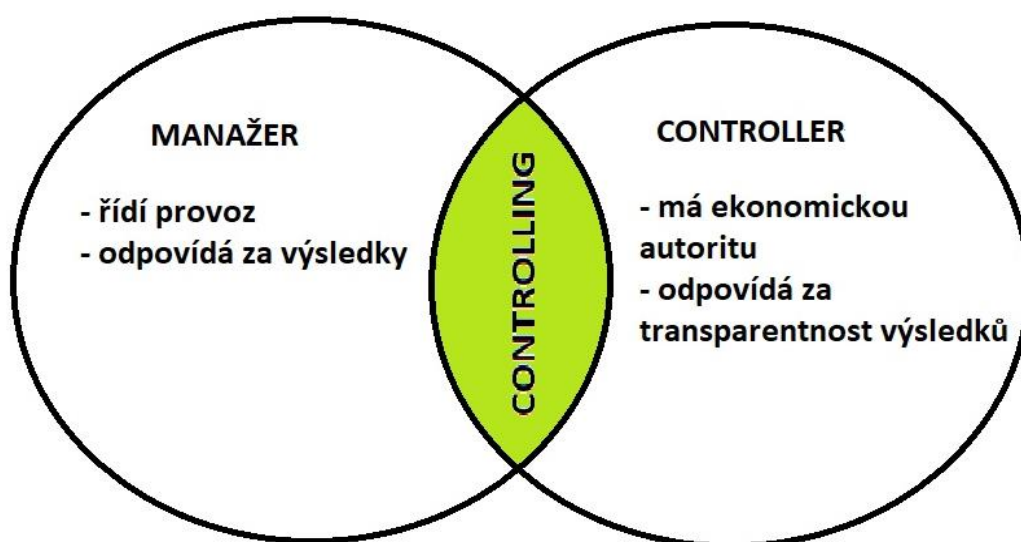 MANAŽER
- řídí provoz
- odpovídá za výsledky
CONTROLLING
CONTROLLER
- má ekonomickou
autoritu
- odpovídá za
transparentnost výsledků